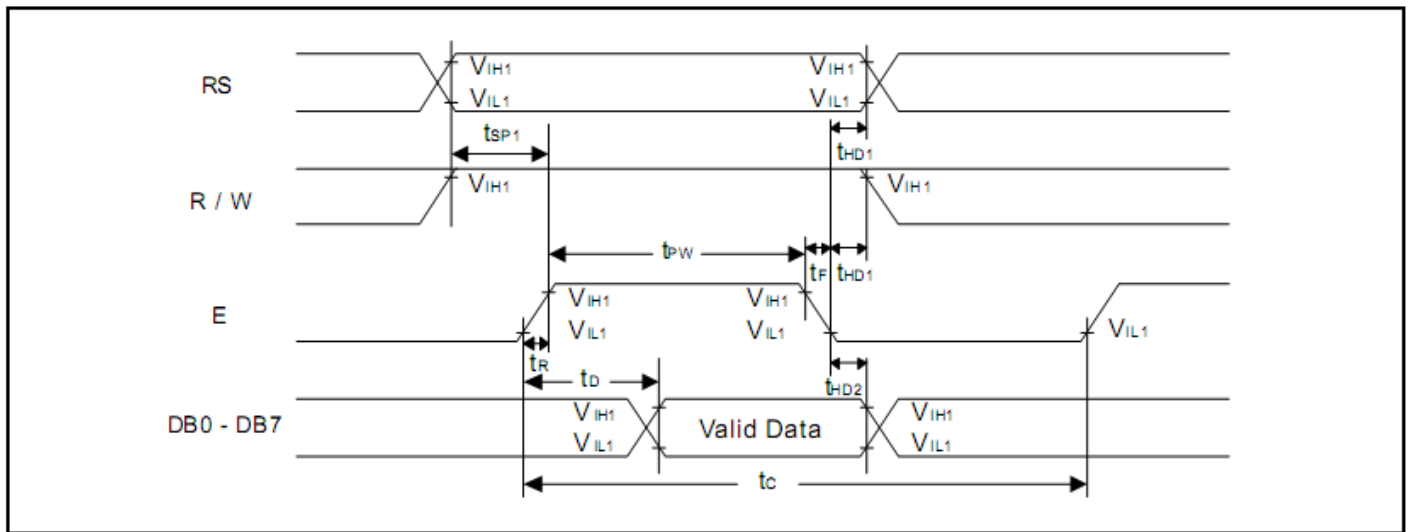 RS
VIH1
VIL1
VIH1
VIL1
tSP1
tHD1
R / W
VIH1
VIH1
tPW
tF
tHD1
E
VIH1
VIL1
VIH1
VIL1
VIL1
tR
tD
tHD2
DB0 - DB7
VIH1
VIL1
Valid Data
VIH1
VIL1
tC